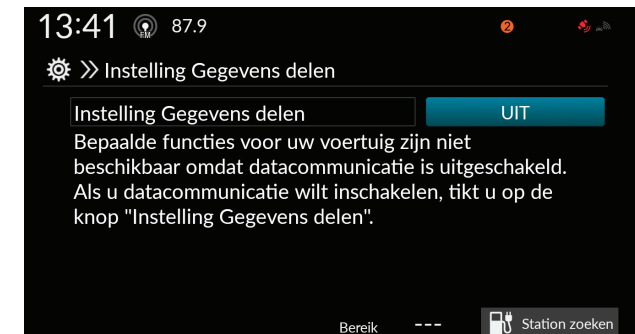 13:41 FM 87.9 2
Instelling Gegevens delen
Instelling Gegevens delen UIT
Bepaalde functies voor uw voertuig zijn niet
beschikbaar omdat datacommunicatie is uitgeschakeld.
Als u datacommunicatie wilt inschakelen, tikt u op de
knop "Instelling Gegevens delen".
Bereik --- Station zoeken